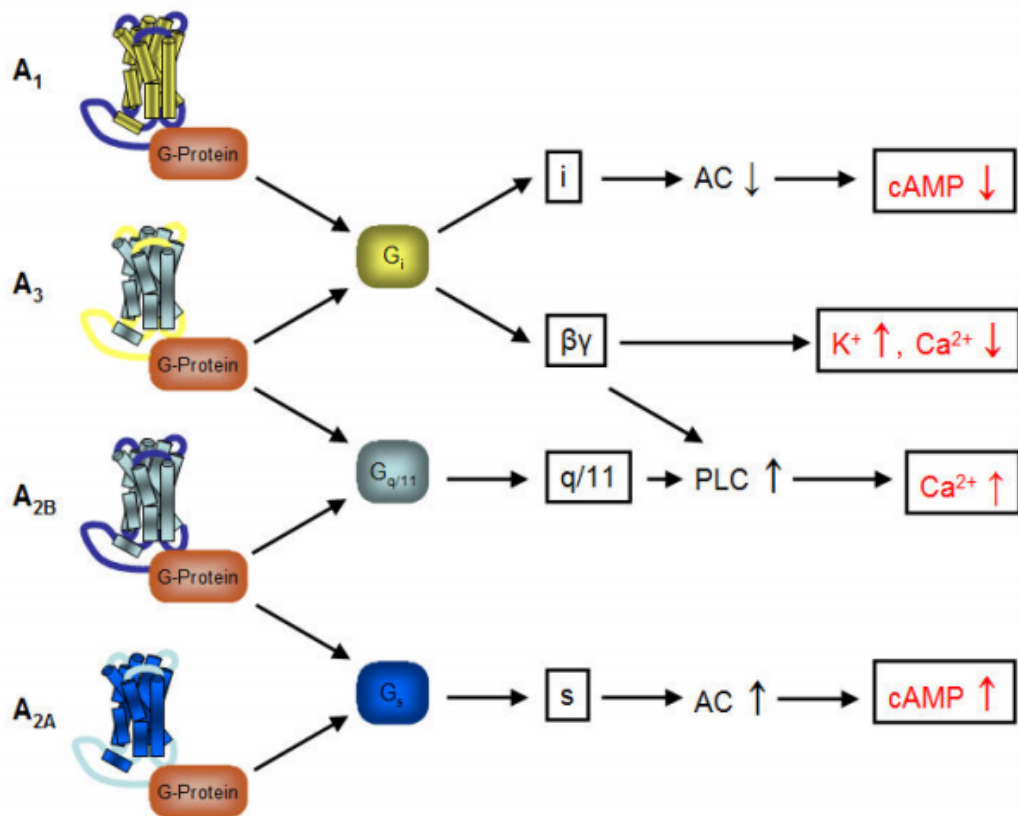 A₁
G-Protein
i
AC ↓
cAMP ↓
Gᵢ
A₃
G-Protein
βγ
K⁺ ↑ , Ca²⁺ ↓
A₂B
G-Protein
G q/11
q/11
PLC ↑
Ca²⁺ ↑
A₂A
G-Protein
Gₛ
s
AC ↑
cAMP ↑